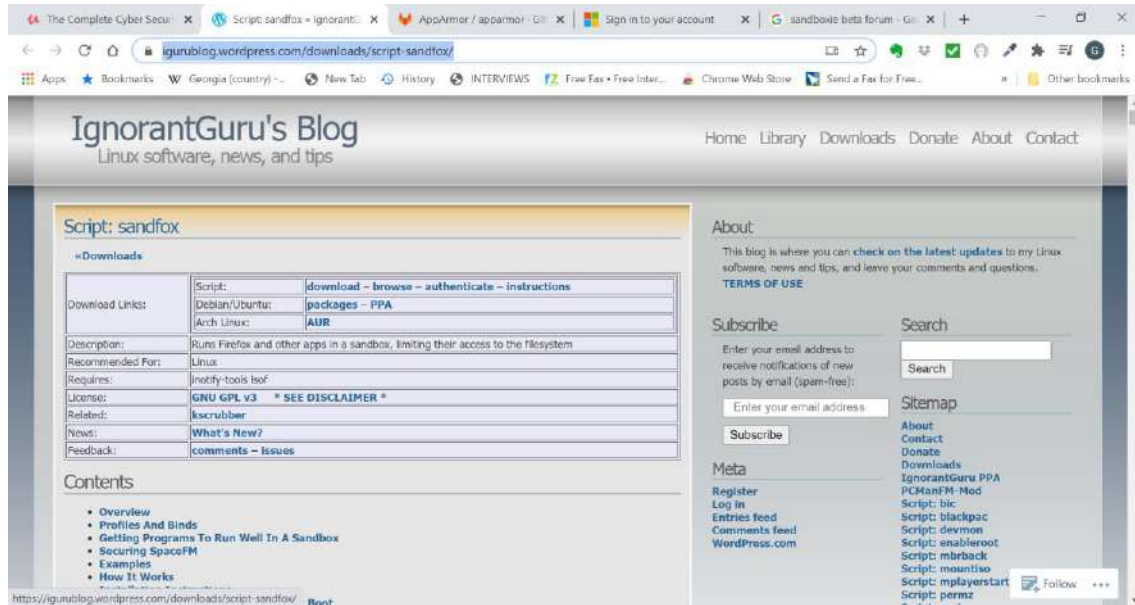 The Complete Cyber Secur
Script: sandfox « IgnorantG
AppArmor / apparmor · Git
Sign in to your account
sandboxie beta forum - Go
igurublog.wordpress.com/downloads/script-sandfox/
Apps
Bookmarks
Georgia (country) -...
New Tab
History
INTERVIEWS
Free Fax • Free Inter...
Chrome Web Store
Send a Fax for Free...
»
Other bookmarks
IgnorantGuru's Blog
Linux software, news, and tips
Home Library Downloads Donate About Contact
Script: sandfox
«Downloads
Download Links:
Script: download – browse – authenticate – instructions
Debian/Ubuntu: packages – PPA
Arch Linux: AUR
Description: Runs Firefox and other apps in a sandbox, limiting their access to the filesystem
Recommended For: Linux
Requires: inotify-tools lsof
License: GNU GPL v3 * SEE DISCLAIMER *
Related: kscrubber
News: What's New?
Feedback: comments – issues
Contents
• Overview
• Profiles And Binds
• Getting Programs To Run Well In A Sandbox
• Securing SpaceFM
• Examples
• How It Works
Boot
https://igurublog.wordpress.com/downloads/script-sandfox/
About
This blog is where you can check on the latest updates to my Linux
software, news and tips, and leave your comments and questions.
TERMS OF USE
Subscribe
Enter your email address to
receive notifications of new
posts by email (spam-free):
Enter your email address
Subscribe
Meta
Register
Log in
Entries feed
Comments feed
WordPress.com
Search
Search
Sitemap
About
Contact
Donate
Downloads
IgnorantGuru PPA
PCManFM-Mod
Script: bic
Script: blackpac
Script: devmon
Script: enableroot
Script: mbrback
Script: mountiso
Script: mplayerstart
Script: permz
Follow